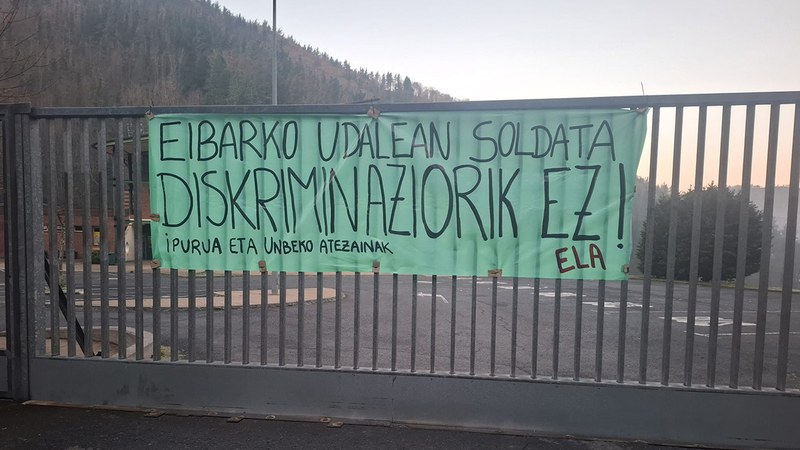 EIBARKO UDALEAN SOLDATA
DISKRIMINAZIORIK EZ!
iPURUA ETA UNBEKO ATEZAINAK
ELA